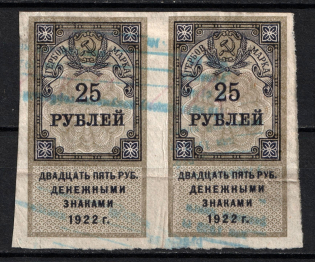 ГЕРБОВ. МАРКА
25
РУБЛЕЙ
ДВАДЦАТЬ ПЯТЬ РУБ.
ДЕНЕЖНЫМИ
ЗНАКАМИ
1922 г.
ГЕРБОВ. МАРКА
25
РУБЛЕЙ
ДВАДЦАТЬ ПЯТЬ РУБ.
ДЕНЕЖНЫМИ
ЗНАКАМИ
1922 г.